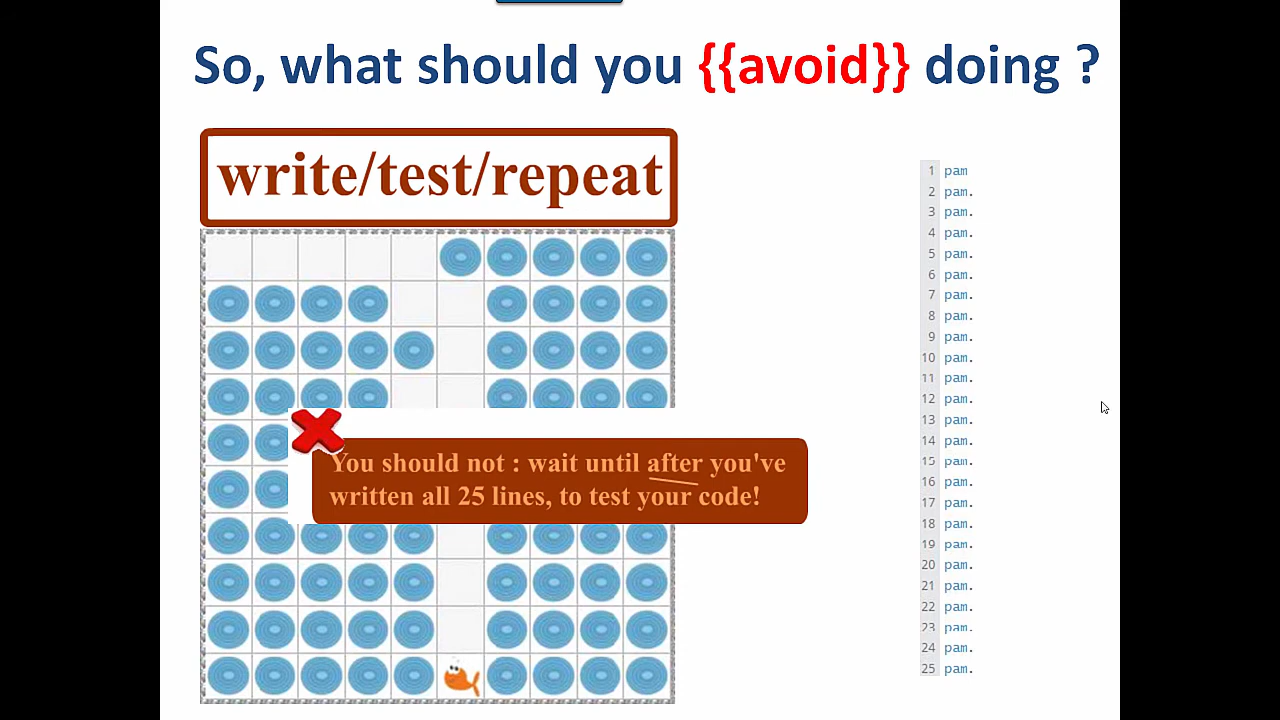 So, what should you {{avoid}} doing ?
write/test/repeat
You should not : wait until after you've
written all 25 lines, to test your code!
1 pam
2 pam.
3 pam.
4 pam.
5 pam.
6 pam.
7 pam.
8 pam.
9 pam.
10 pam.
11 pam.
12 pam.
13 pam.
14 pam.
15 pam.
16 pam.
17 pam.
18 pam.
19 pam.
20 pam.
21 pam.
22 pam.
23 pam.
24 pam.
25 pam.